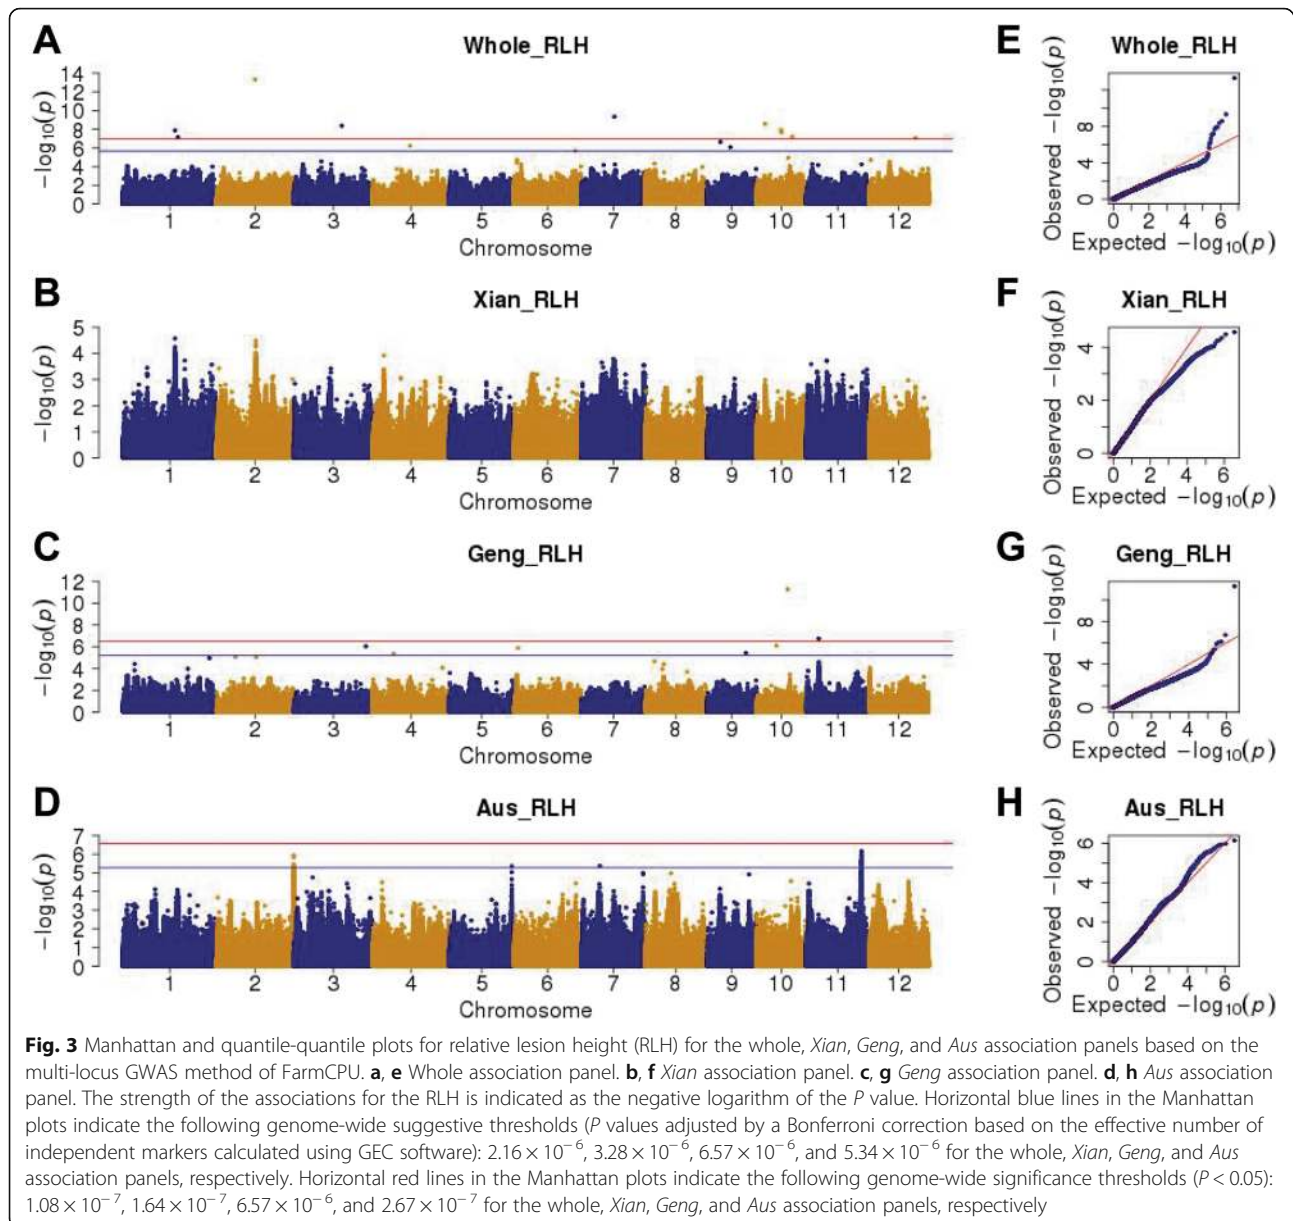 A
Whole_RLH
−log10(p)
14
12
10
8
6
4
2
0
1 2 3 4 5 6 7 8 9 10 11 12
Chromosome
E
Whole_RLH
Observed −log10(p)
8
4
0
0 2 4 6
Expected −log10(p)
B
Xian_RLH
−log10(p)
5
4
3
2
1
0
1 2 3 4 5 6 7 8 9 10 11 12
Chromosome
F
Xian_RLH
Observed −log10(p)
4
2
0
0 2 4 6
Expected −log10(p)
C
Geng_RLH
−log10(p)
12
10
8
6
4
2
0
1 2 3 4 5 6 7 8 9 10 11 12
Chromosome
G
Geng_RLH
Observed −log10(p)
8
4
0
0 2 4 6
Expected −log10(p)
D
Aus_RLH
−log10(p)
7
6
5
4
3
2
1
0
1 2 3 4 5 6 7 8 9 10 11 12
Chromosome
H
Aus_RLH
Observed −log10(p)
6
4
2
0
0 2 4 6
Expected −log10(p)
Fig. 3 Manhattan and quantile-quantile plots for relative lesion height (RLH) for the whole, Xian, Geng, and Aus association panels based on the
multi-locus GWAS method of FarmCPU. a, e Whole association panel. b, f Xian association panel. c, g Geng association panel. d, h Aus association
panel. The strength of the associations for the RLH is indicated as the negative logarithm of the P value. Horizontal blue lines in the Manhattan
plots indicate the following genome-wide suggestive thresholds (P values adjusted by a Bonferroni correction based on the effective number of
independent markers calculated using GEC software): 2.16 × 10⁻⁶, 3.28 × 10⁻⁶, 6.57 × 10⁻⁶, and 5.34 × 10⁻⁶ for the whole, Xian, Geng, and Aus
association panels, respectively. Horizontal red lines in the Manhattan plots indicate the following genome-wide significance thresholds (P < 0.05):
1.08 × 10⁻⁷, 1.64 × 10⁻⁷, 6.57 × 10⁻⁶, and 2.67 × 10⁻⁷ for the whole, Xian, Geng, and Aus association panels, respectively